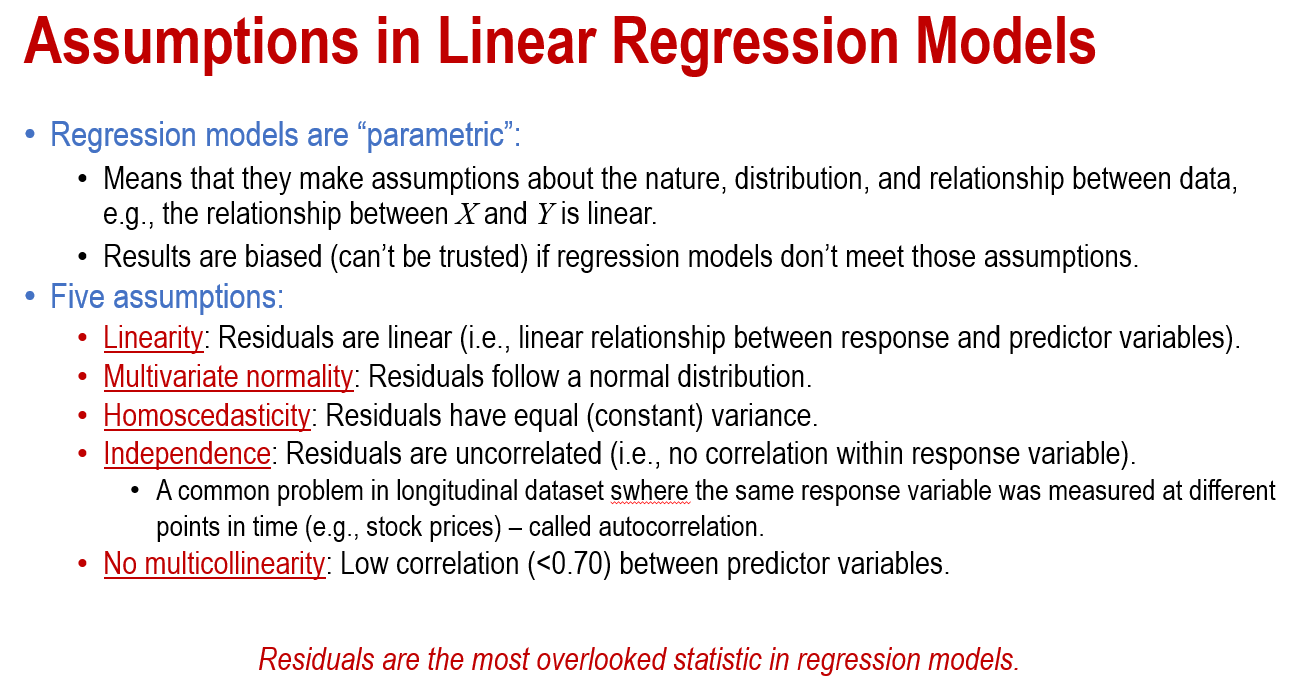 Assumptions in Linear Regression Models
• Regression models are “parametric”:
• Means that they make assumptions about the nature, distribution, and relationship between data,
e.g., the relationship between X and Y is linear.
• Results are biased (can’t be trusted) if regression models don’t meet those assumptions.
• Five assumptions:
• Linearity: Residuals are linear (i.e., linear relationship between response and predictor variables).
• Multivariate normality: Residuals follow a normal distribution.
• Homoscedasticity: Residuals have equal (constant) variance.
• Independence: Residuals are uncorrelated (i.e., no correlation within response variable).
• A common problem in longitudinal dataset swhere the same response variable was measured at different
points in time (e.g., stock prices) – called autocorrelation.
• No multicollinearity: Low correlation (<0.70) between predictor variables.
Residuals are the most overlooked statistic in regression models.